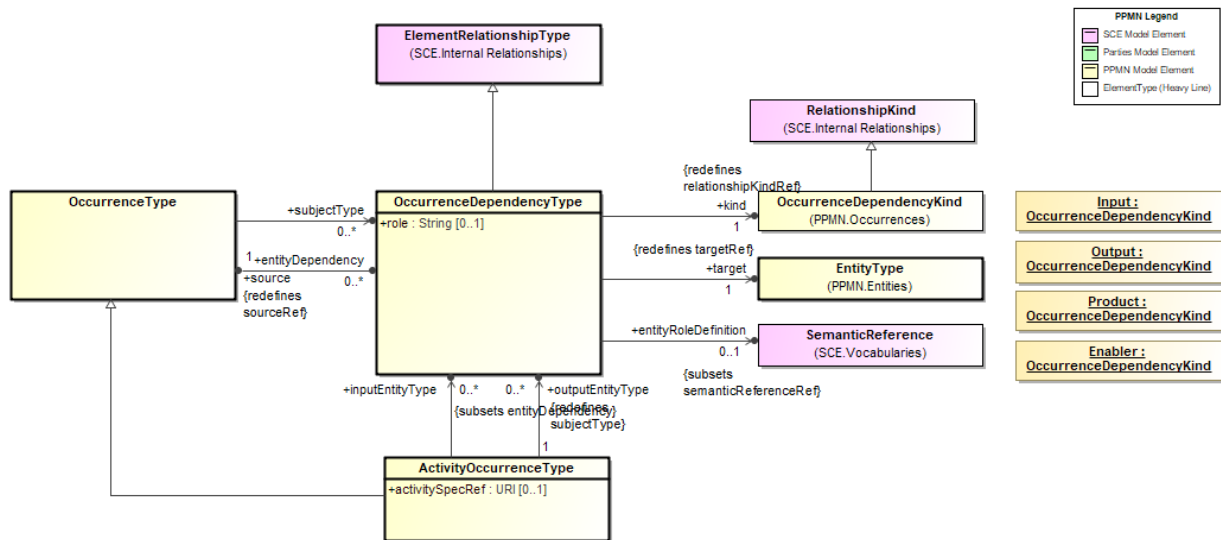 PPMN Legend
SCE Model Element
Parties Model Element
PPMN Model Element
ElementType (Heavy Line)
ElementRelationshipType
(SCE.Internal Relationships)
RelationshipKind
(SCE.Internal Relationships)
OccurrenceType
+subjectType
0..*
1
+entityDependency
+source
0..*
{redefines
sourceRef}
OccurrenceDependencyType
+role : String [0..1]
{redefines
relationshipKindRef}
+kind
1
OccurrenceDependencyKind
(PPMN.Occurrences)
{redefines targetRef}
+target
1
EntityType
(PPMN.Entities)
+entityRoleDefinition
0..1
{subsets
semanticReferenceRef}
SemanticReference
(SCE.Vocabularies)
Input :
OccurrenceDependencyKind
Output :
OccurrenceDependencyKind
Product :
OccurrenceDependencyKind
Enabler :
OccurrenceDependencyKind
+inputEntityType
0..*
0..*
+outputEntityType
{subsets entityDependency}
{redefines
subjectType}
1
ActivityOccurrenceType
+activitySpecRef : URI [0..1]